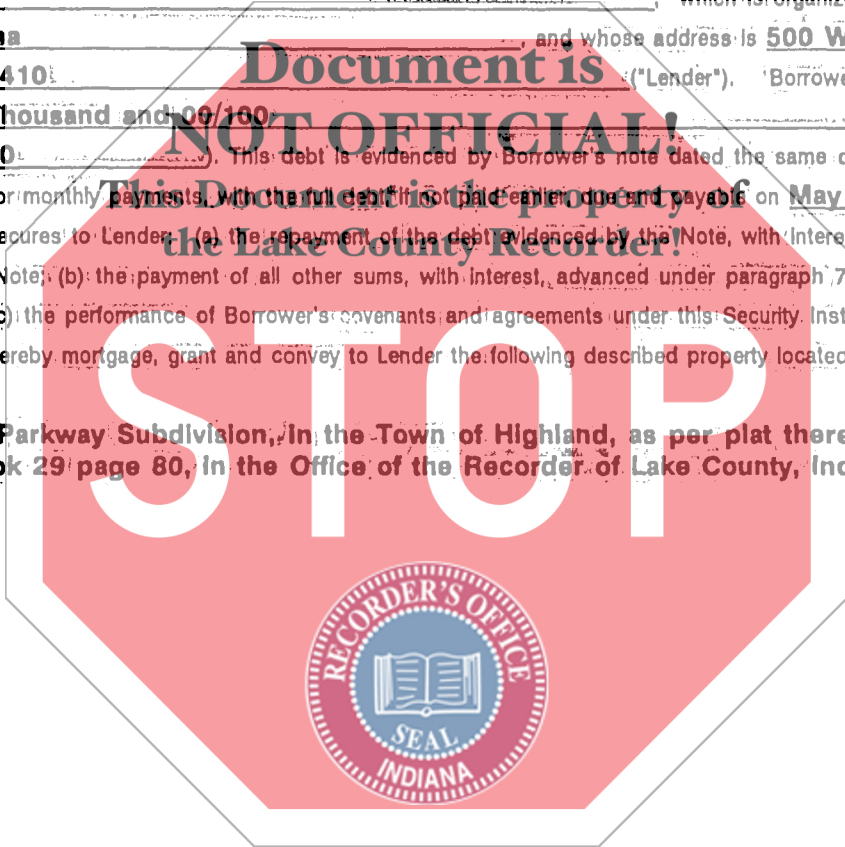 which is organiz
a, and whose address is 500 W
410 ("Lender"). Borrowe
housand and 00/100
Document is
NOT OFFICIAL!
This Document is the property of
the Lake County Recorder!
0 ). This debt is evidenced by Borrower's note dated the same
or monthly payments, with the full debt, if not paid earlier, due and payable on May
ecures to Lender: (a) the repayment of the debt evidenced by the Note, with intere
Note; (b) the payment of all other sums, with interest, advanced under paragraph 7
c) the performance of Borrower's covenants and agreements under this Security Inst
ereby mortgage, grant and convey to Lender the following described property located
Parkway Subdivision, in the Town of Highland, as per plat there
ok 29 page 80, in the Office of the Recorder of Lake County, Ind
STOP
RECORDER'S OFFICE
SEAL
INDIANA